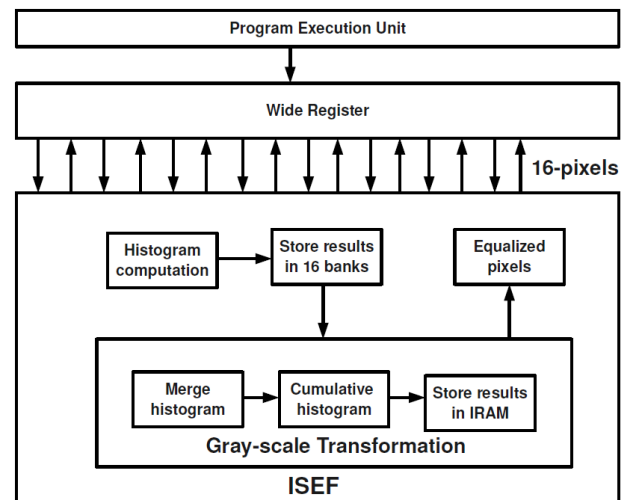 Program Execution Unit
Wide Register
16-pixels
Histogram
computation
Store results
in 16 banks
Equalized
pixels
Merge
histogram
Cumulative
histogram
Store results
in IRAM
Gray-scale Transformation
ISEF